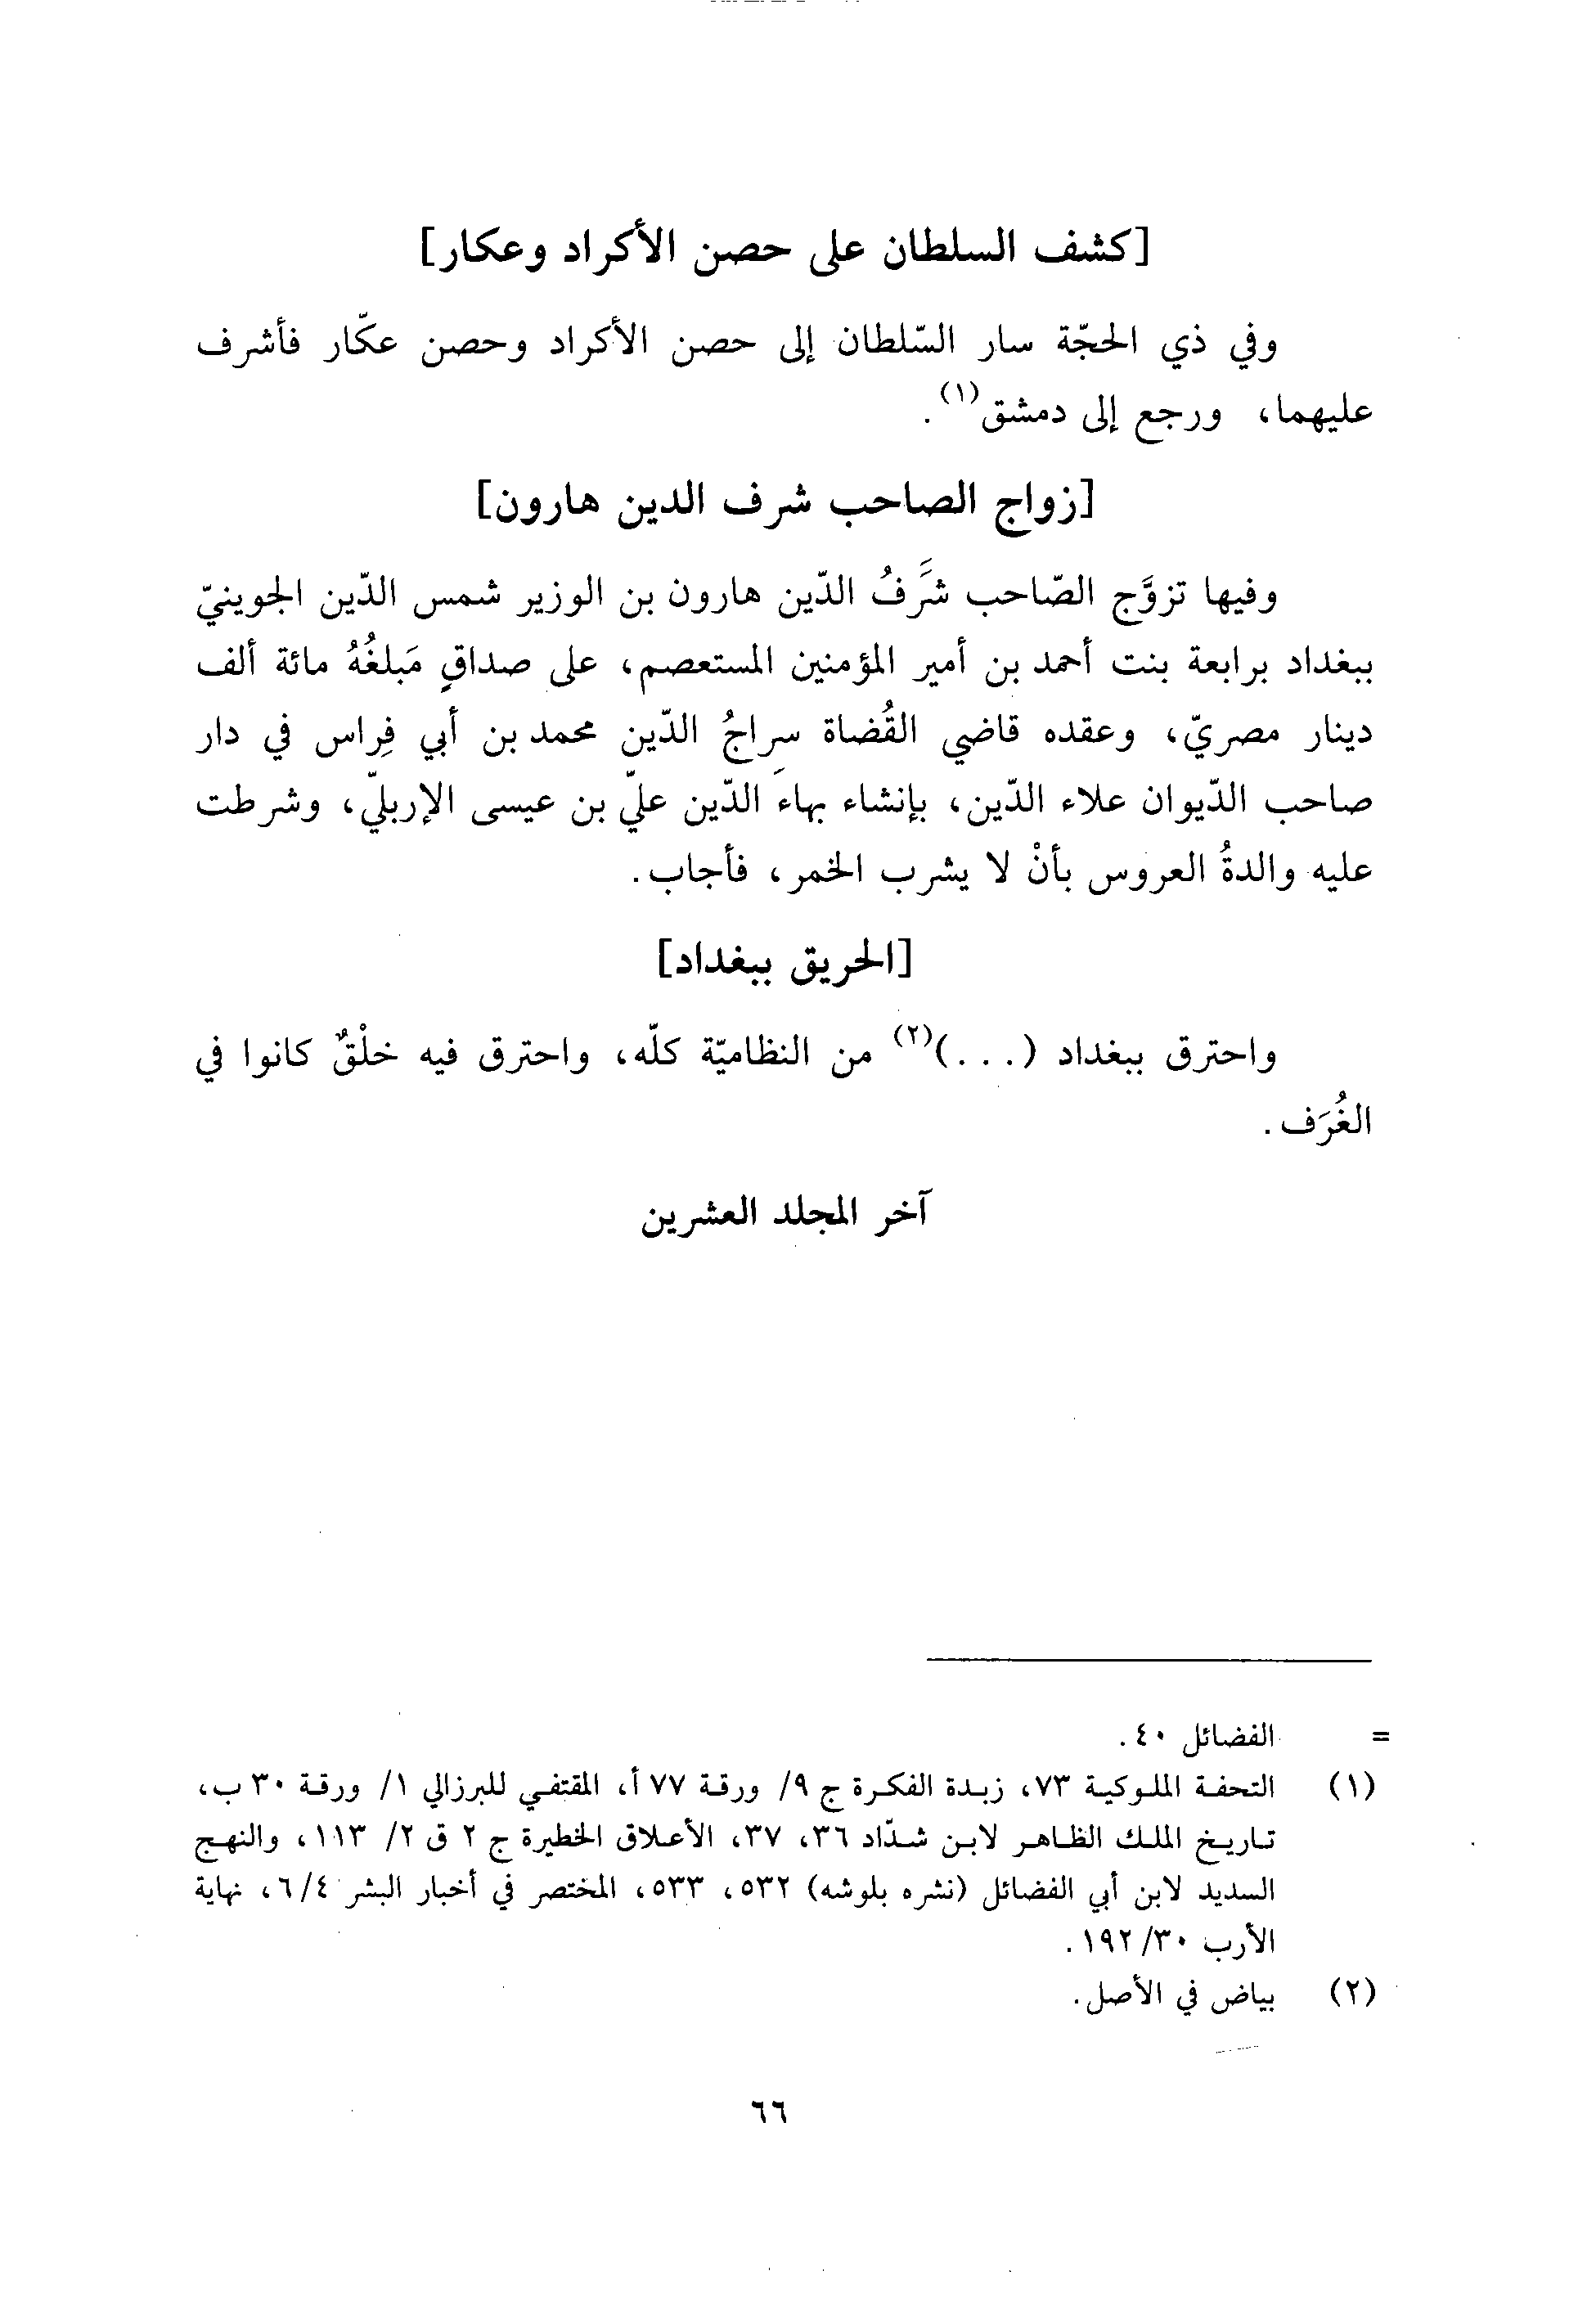 [كشف السلطان على حصن الأكراد وعكار]
وفي ذي الحجّة سار السّلطان إلى حصن الأكراد وحصن عكّار فأشرف
عليهما، ورجع إلى دمشق(١).
[زواج الصاحب شرف الدين هارون]
وفيها تزوَّج الصّاحب شَرَفُ الدّين هارون بن الوزير شمس الدّين الجوينيّ
ببغداد برابعة بنت أحمد بن أمير المؤمنين المستعصم، على صداقٍ مَبلغُهُ مائة ألف
دينار مصريّ، وعقده قاضي القُضاة سراجُ الدّين محمد بن أبي فِراس في دار
صاحب الدّيوان علاء الدّين، بإنشاء بهاءَ الدّين عليّ بن عيسى الإربليّ، وشرطت
عليه والدةُ العروس بأنْ لا يشرب الخمر، فأجاب.
[الحريق ببغداد]
واحترق ببغداد (...)(٢) من النظاميّة كلّه، واحترق فيه خلْقٌ كانوا في
الغُرَف.
آخر المجلد العشرين
= الفضائل ٤٠.
(١) التحفة الملوكية ٧٣، زبدة الفكرة ج ٩/ ورقة ٧٧ أ، المقتفي للبرزالي ١/ ورقة ٣٠ ب،
تاريخ الملك الظاهر لابن شدّاد ٣٦، ٣٧، الأعلاق الخطيرة ج ٢ ق ٢/ ١١٣، والنهج
السديد لابن أبي الفضائل (نشره بلوشه) ٥٣٢، ٥٣٣، المختصر في أخبار البشر ٦/٤، نهاية
الأرب ١٩٢/٣٠.
(٢) بياض في الأصل.
٦٦